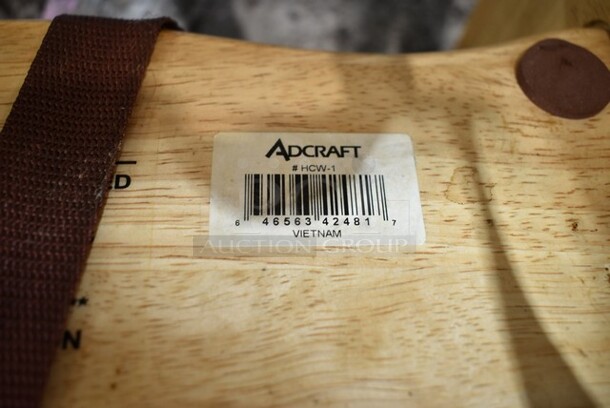 ADCRAFT
# HCW-1
6 46563 42481 7
VIETNAM
AUCTION GROUP
D
**
N